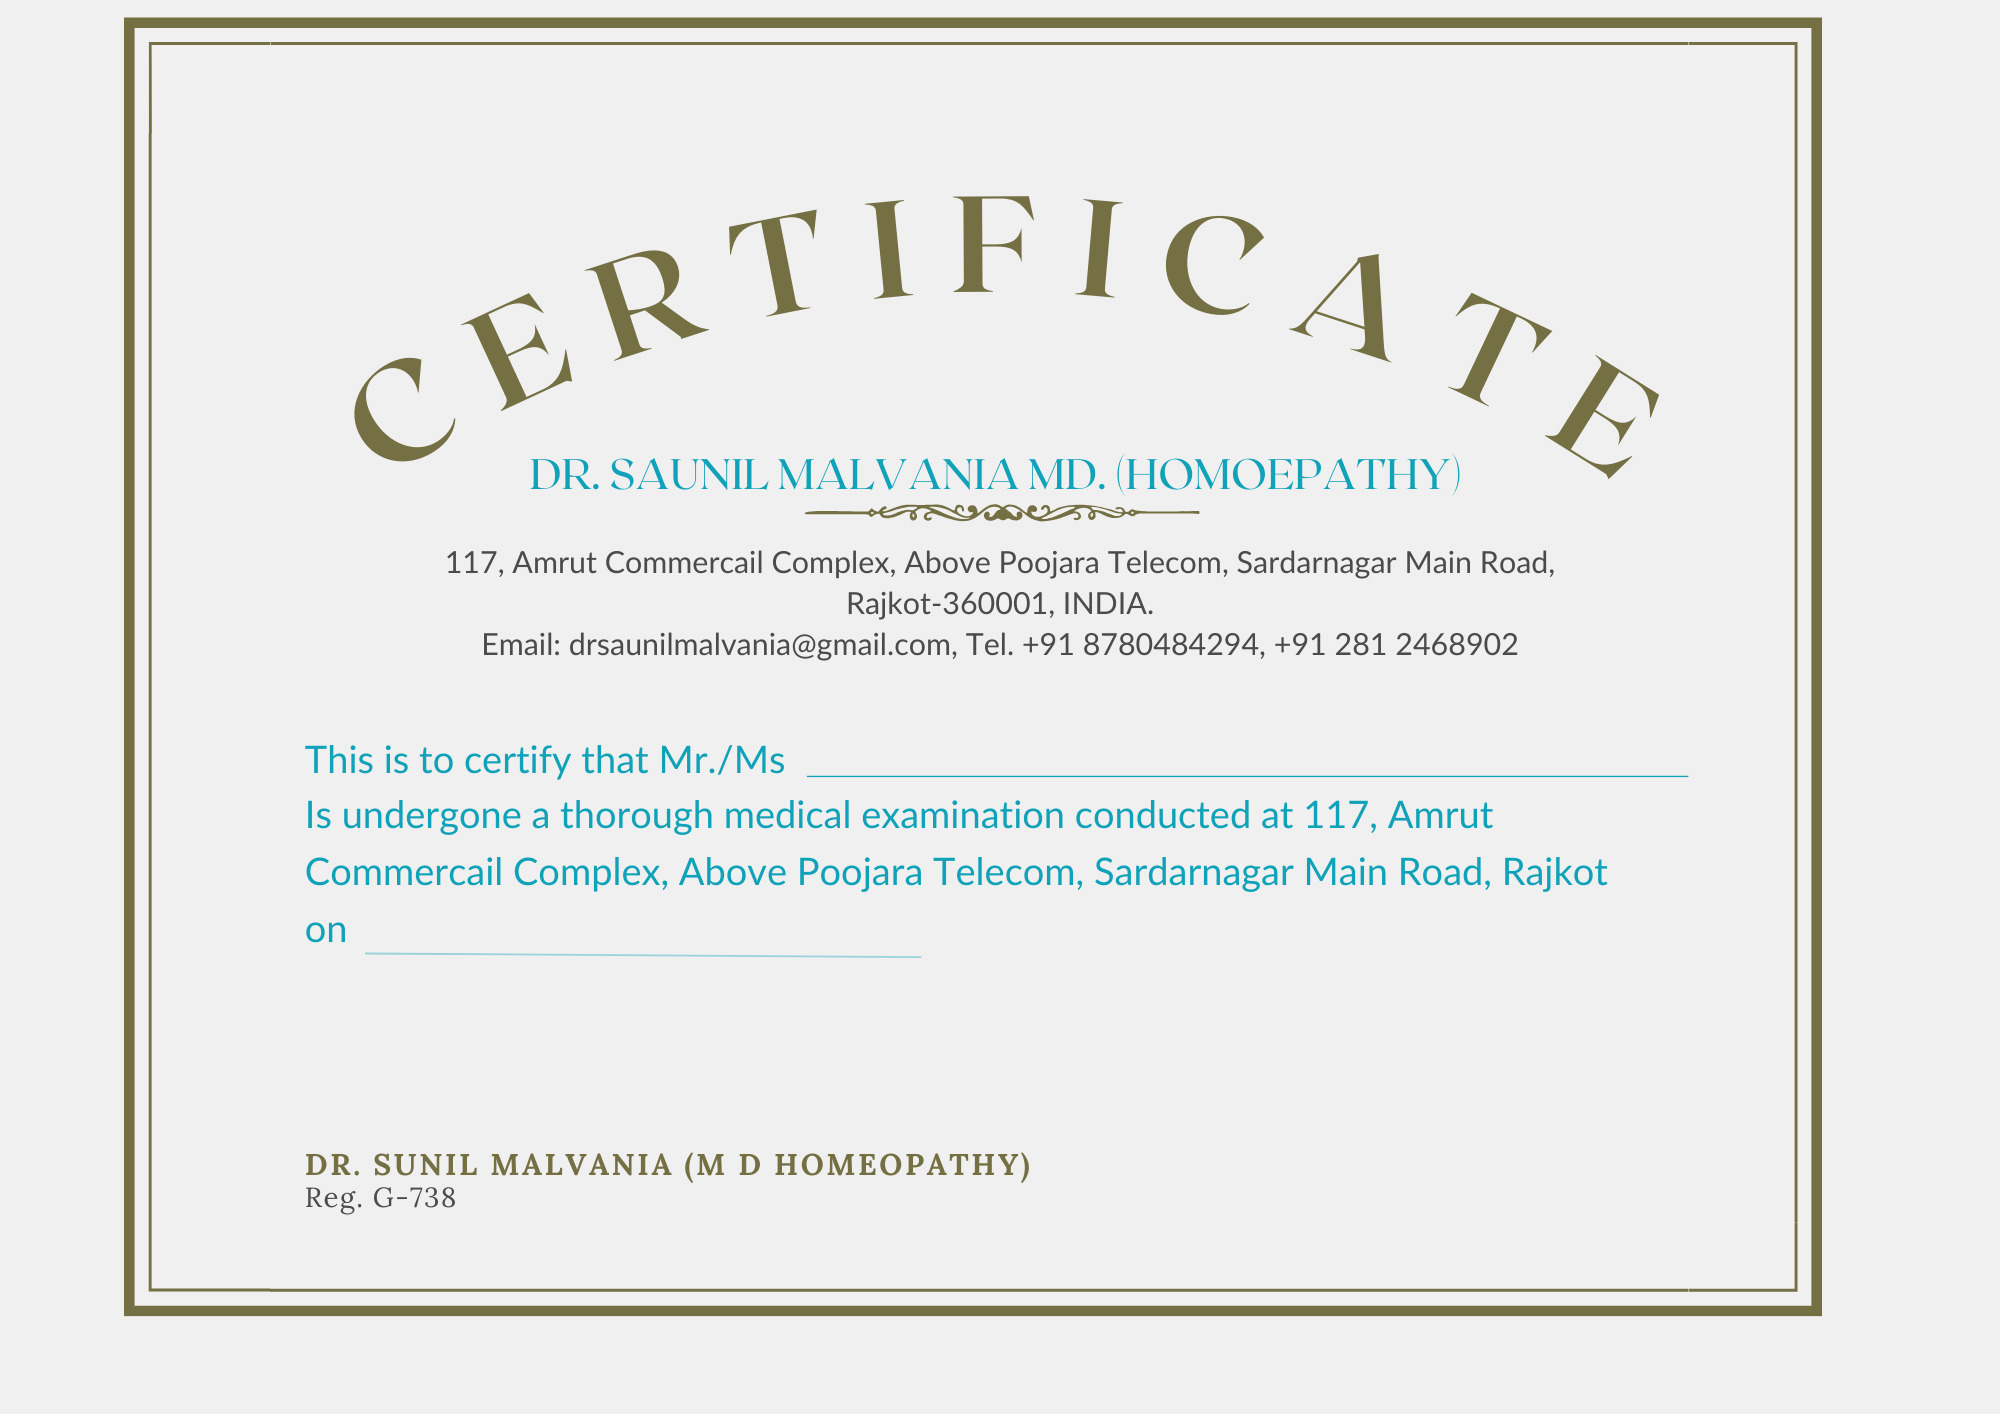 CERTIFICATE
DR. SAUNIL MALVANIA MD. (HOMOEPATHY)
117, Amrut Commercail Complex, Above Poojara Telecom, Sardarnagar Main Road,
Rajkot-360001, INDIA.
Email: drsaunilmalvania@gmail.com, Tel. +91 8780484294, +91 281 2468902
This is to certify that Mr./Ms
Is undergone a thorough medical examination conducted at 117, Amrut
Commercail Complex, Above Poojara Telecom, Sardarnagar Main Road, Rajkot
on
DR. SUNIL MALVANIA (M D HOMEOPATHY)
Reg. G-738